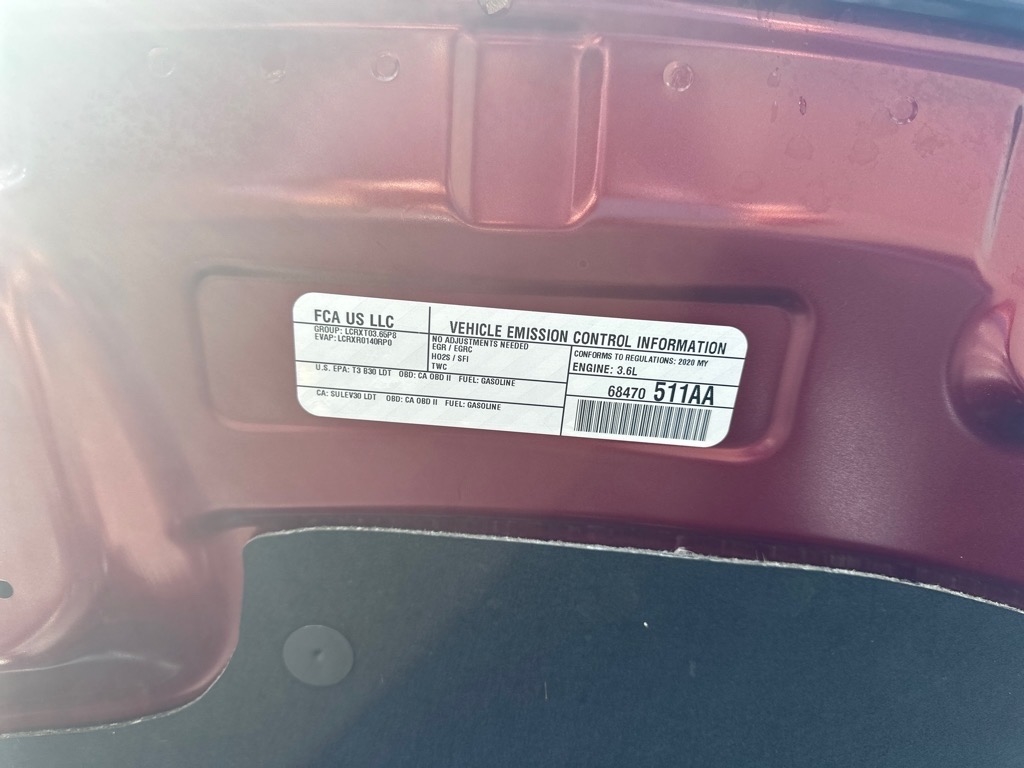 FCA US LLC
GROUP: LCRXT03.65P8
EVAP: LCRXR0140RP0
VEHICLE EMISSION CONTROL INFORMATION
NO ADJUSTMENTS NEEDED
EGR / EGRC
HO2S / SFI
TWC
CONFORMS TO REGULATIONS: 2020 MY
ENGINE: 3.6L
U.S. EPA: T3 B30 LDT OBD: CA OBD II FUEL: GASOLINE
CA: SULEV30 LDT OBD: CA OBD II FUEL: GASOLINE
68470 511AA